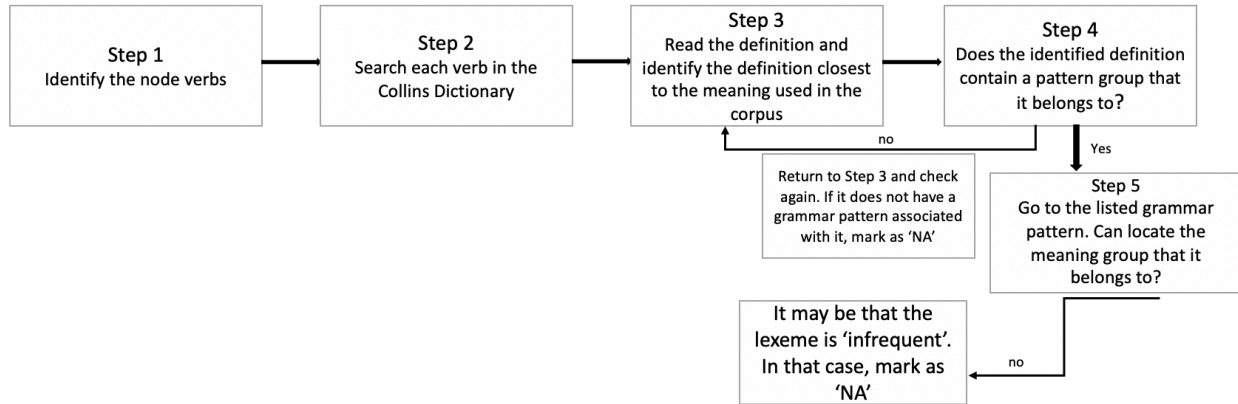 Step 1
Identify the node verbs
Step 2
Search each verb in the
Collins Dictionary
Step 3
Read the definition and
identify the definition closest
to the meaning used in the
corpus
Step 4
Does the identified definition
contain a pattern group that
it belongs to?
no
Yes
Return to Step 3 and check
again. If it does not have a
grammar pattern associated
with it, mark as ‘NA’
Step 5
Go to the listed grammar
pattern. Can locate the
meaning group that it
belongs to?
no
It may be that the
lexeme is ‘infrequent’.
In that case, mark as
‘NA’